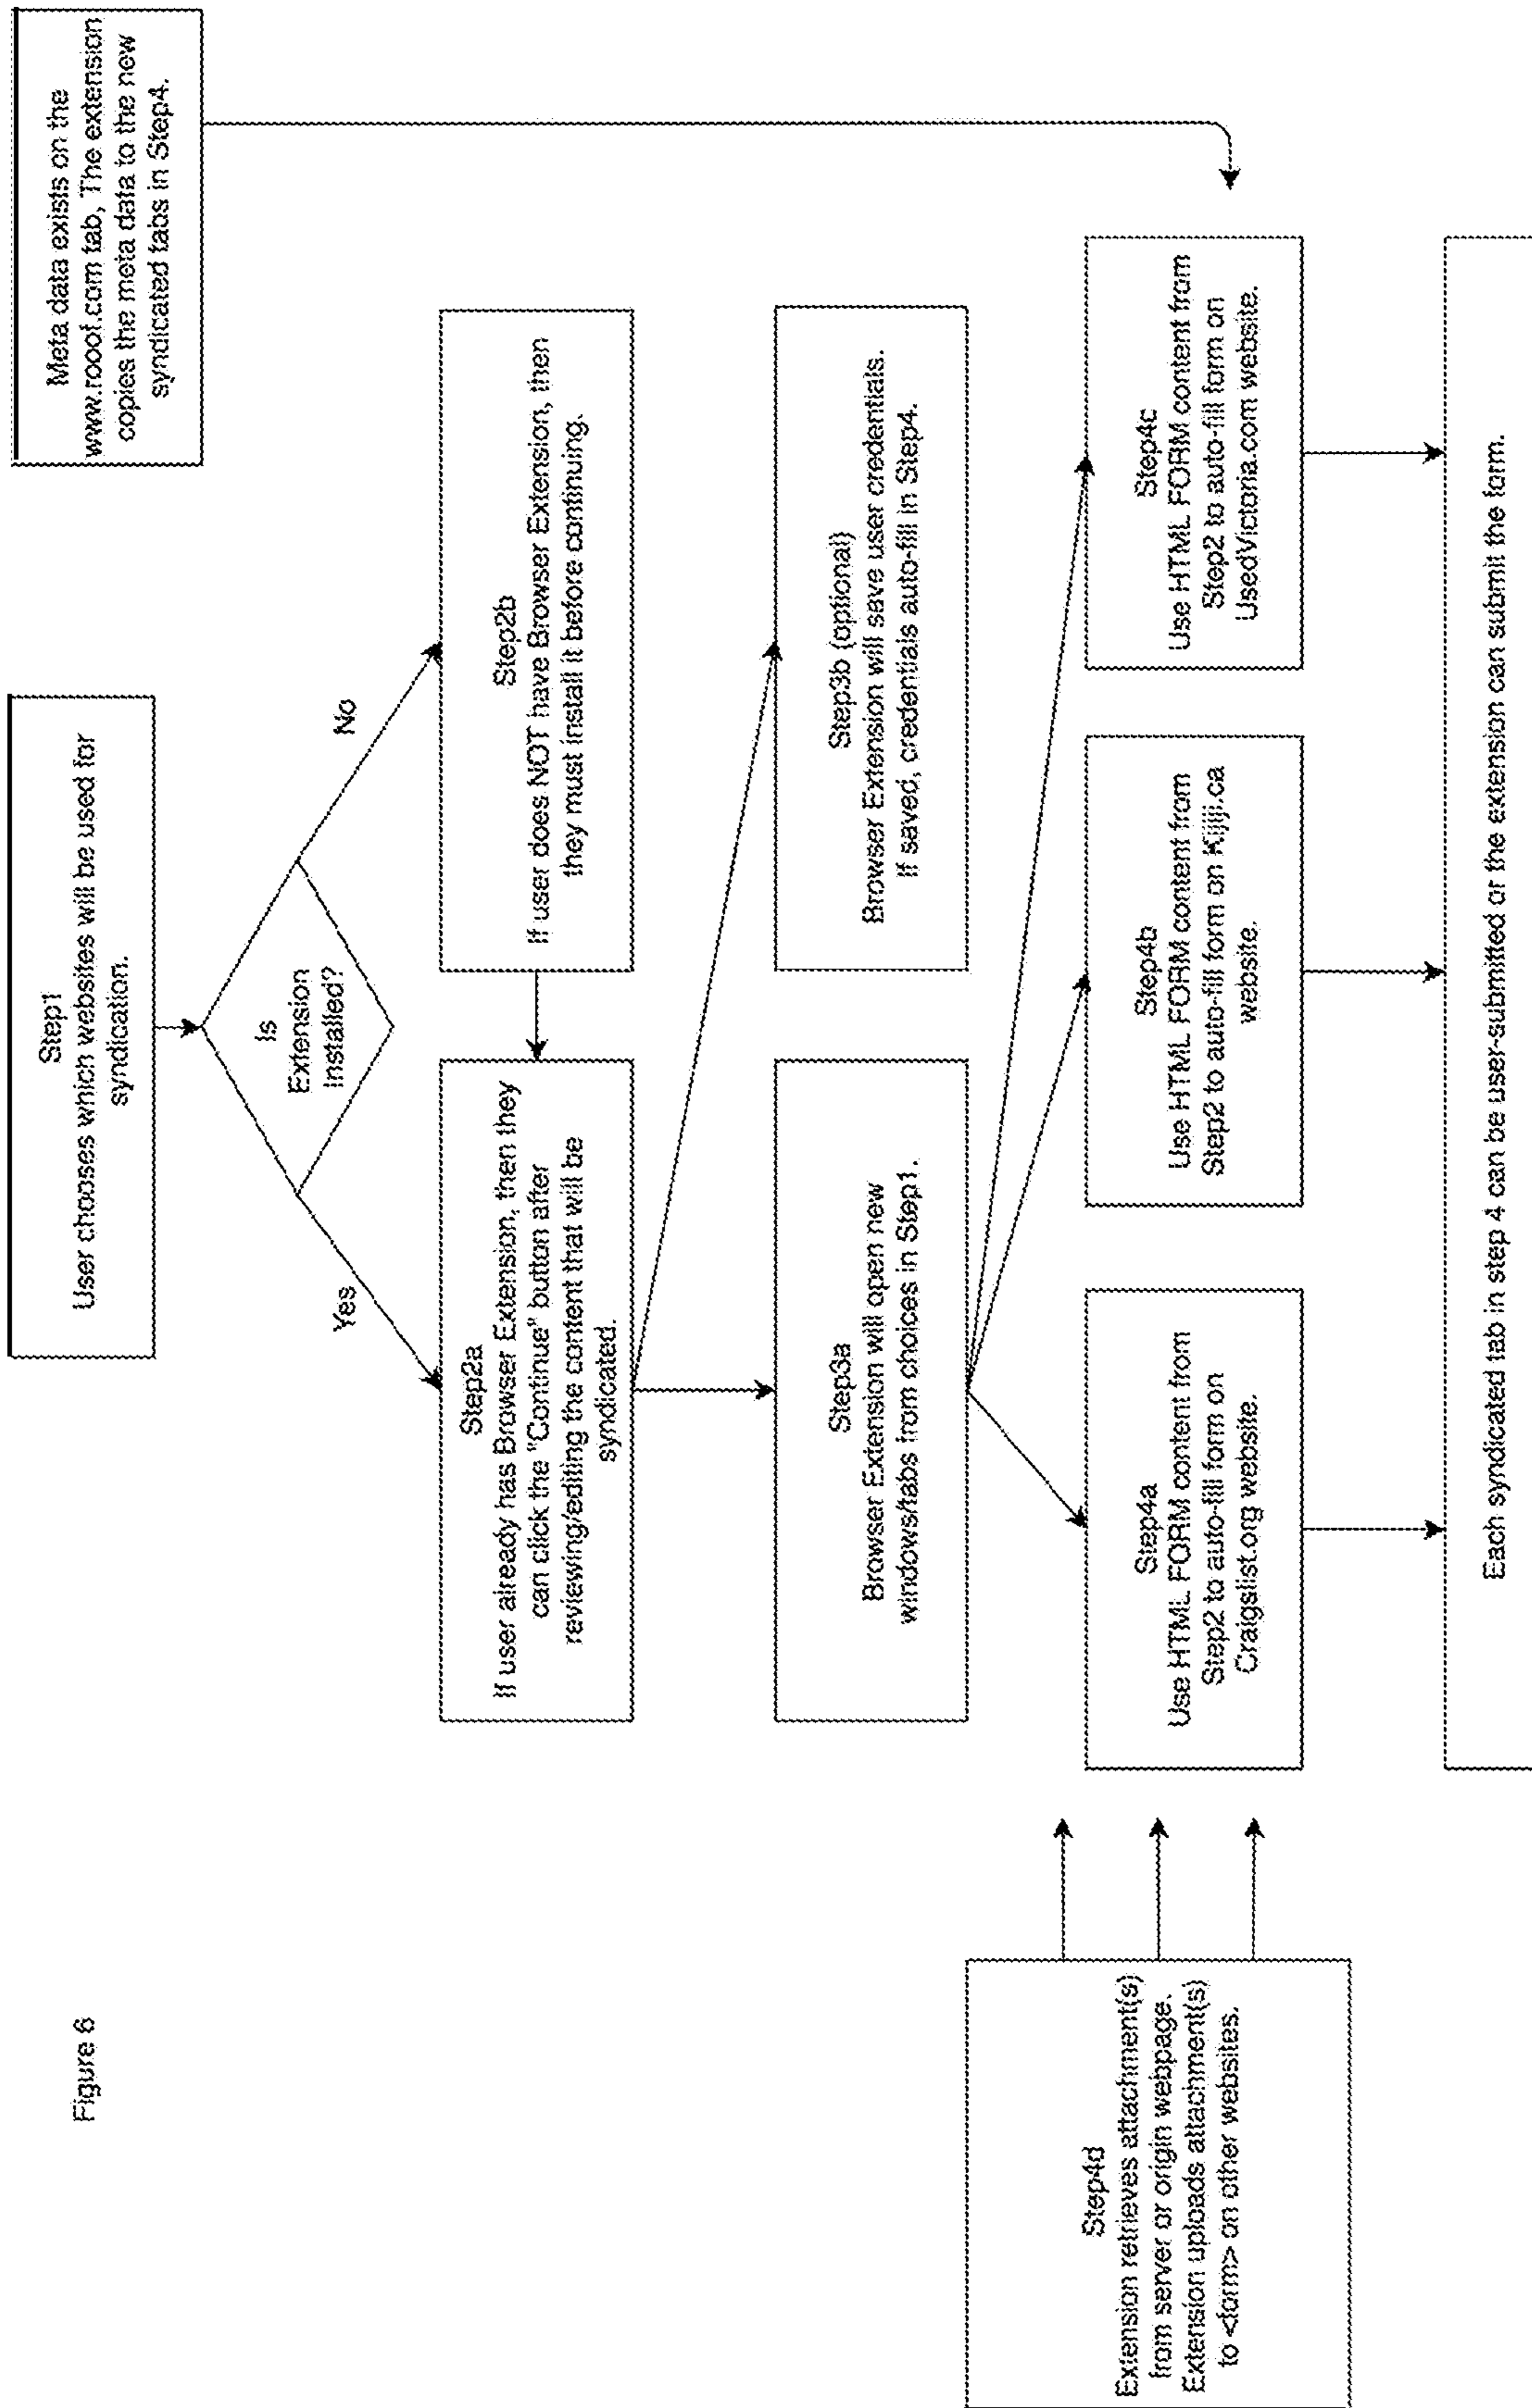 Figure 6
Step1
User chooses which websites will be used for
syndication.
Meta data exists on the
www.rooof.com tab, The extension
copies the meta data to the new
syndicated tabs in Step4.
Is
Extension
Installed?
Yes
No
Step2a
If user already has Browser Extension, then they
can click the "Continue" button after
reviewing/editing the content that will be
syndicated.
Step2b
If user does NOT have Browser Extension, then
they must install it before continuing.
Step3a
Browser Extension will open new
windows/tabs from choices in Step1.
Step3b (optional)
Browser Extension will save user credentials.
If saved, credentials auto-fill in Step4.
Step4d
Extension retrieves attachment(s)
from server or origin webpage.
Extension uploads attachment(s)
to <form> on other websites.
Step4a
Use HTML FORM content from
Step2 to auto-fill form on
Craigslist.org website.
Step4b
Use HTML FORM content from
Step2 to auto-fill form on Kijiji.ca
website.
Step4c
Use HTML FORM content from
Step2 to auto-fill form on
UsedVictoria.com website.
Each syndicated tab in step 4 can be user-submitted or the extension can submit the form.